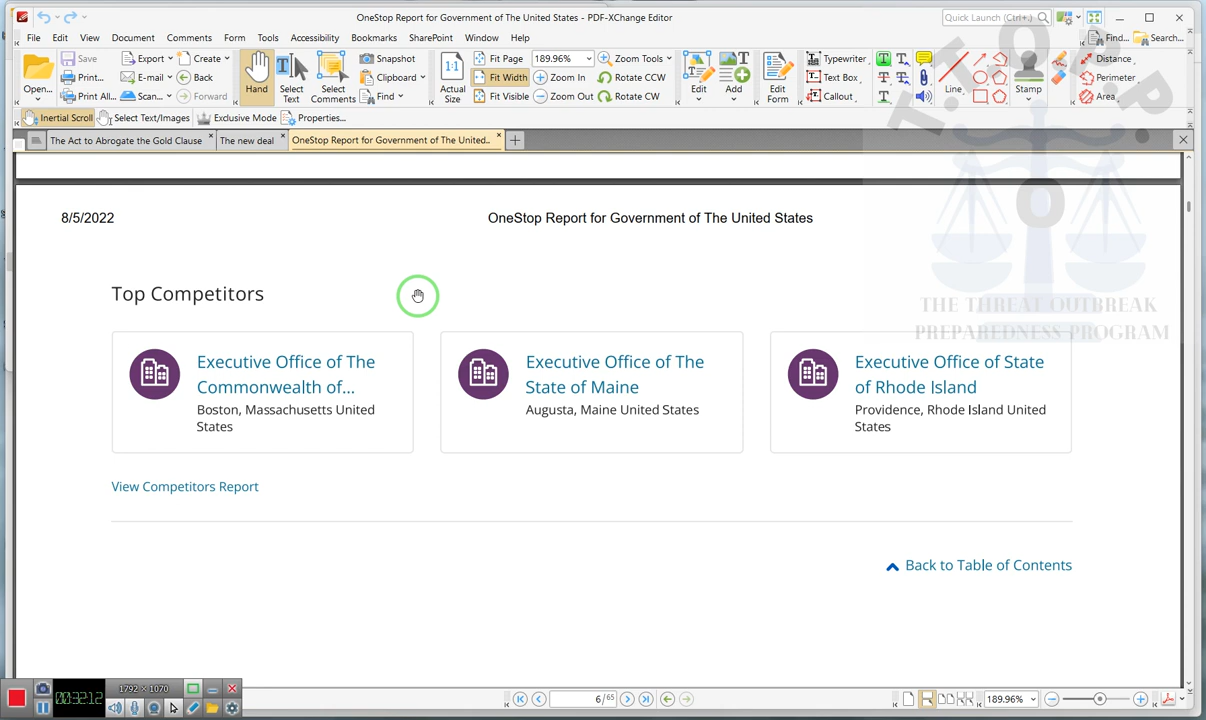 OneStop Report for Government of The United States - PDF-XChange Editor
Quick Launch (Ctrl+.)
File Edit View Document Comments Form Tools Accessibility Bookmarks SharePoint Window Help
Find... Search...
Open...
Save
Print...
Print All...
Export
E-mail
Scan...
Create
Back
Forward
Hand
Select Text
Select Comments
Snapshot
Clipboard
Find
Actual Size
Fit Page
Fit Width
Fit Visible
189.96%
Zoom In
Zoom Out
Zoom Tools
Rotate CCW
Rotate CW
Edit
Add
Edit Form
Typewriter
Text Box
Callout
Line
Stamp
Distance
Perimeter
Area
Inertial Scroll Select Text/Images Exclusive Mode Properties...
The Act to Abrogate the Gold Clause The new deal OneStop Report for Government of The United...
T.T.O.P.P.
8/5/2022 OneStop Report for Government of The United States
THE THREAT OUTBREAK
PREPAREDNESS PROGRAM
Top Competitors
Executive Office of The
Commonwealth of...
Boston, Massachusetts United
States
Executive Office of The
State of Maine
Augusta, Maine United States
Executive Office of State
of Rhode Island
Providence, Rhode Island United
States
View Competitors Report
Back to Table of Contents
1792 × 1070
00:32:12
6/65
189.96%